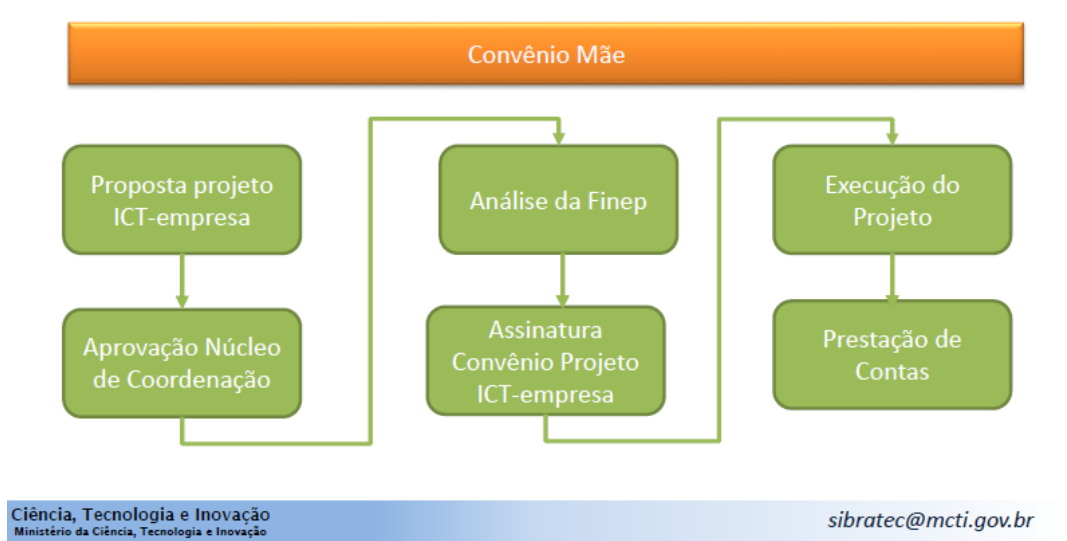 Convênio Mãe
Proposta projeto
ICT-empresa
Aprovação Núcleo
de Coordenação
Análise da Finep
Assinatura
Convênio Projeto
ICT-empresa
Execução do
Projeto
Prestação de
Contas
Ciência, Tecnologia e Inovação
Ministério da Ciência, Tecnologia e Inovação
sibratec@mcti.gov.br